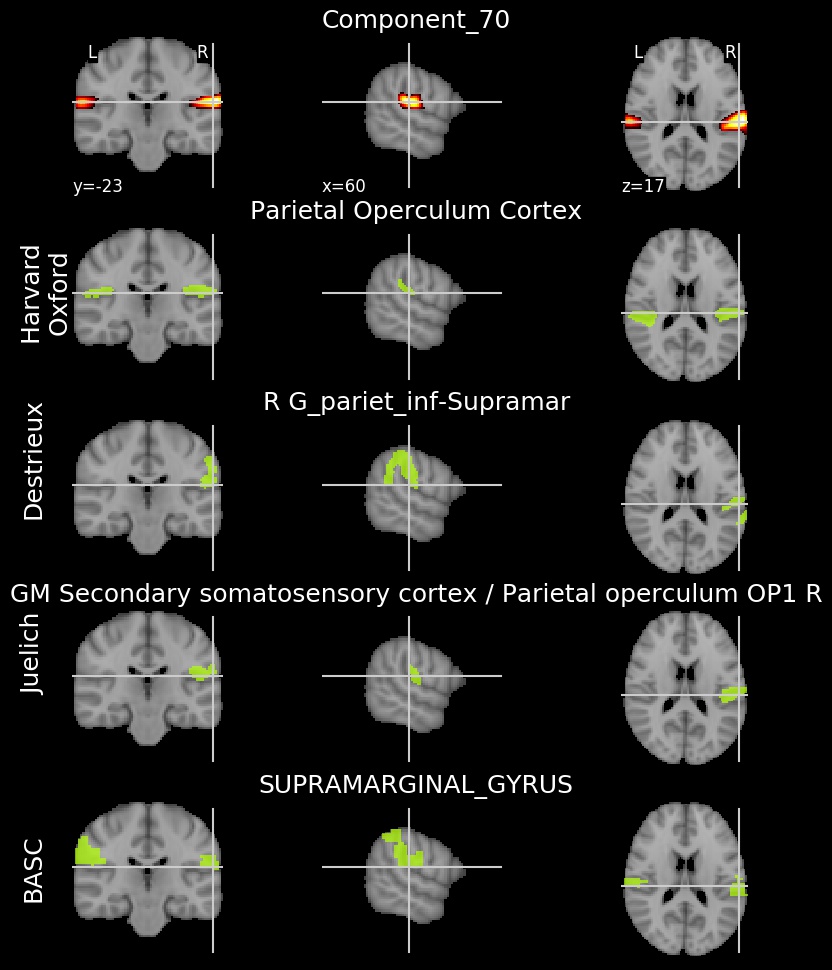 Component_70
L
R
L
R
y=-23
x=60
z=17
Parietal Operculum Cortex
Harvard
Oxford
R G_pariet_inf-Supramar
Destrieux
GM Secondary somatosensory cortex / Parietal operculum OP1 R
Juelich
SUPRAMARGINAL_GYRUS
BASC